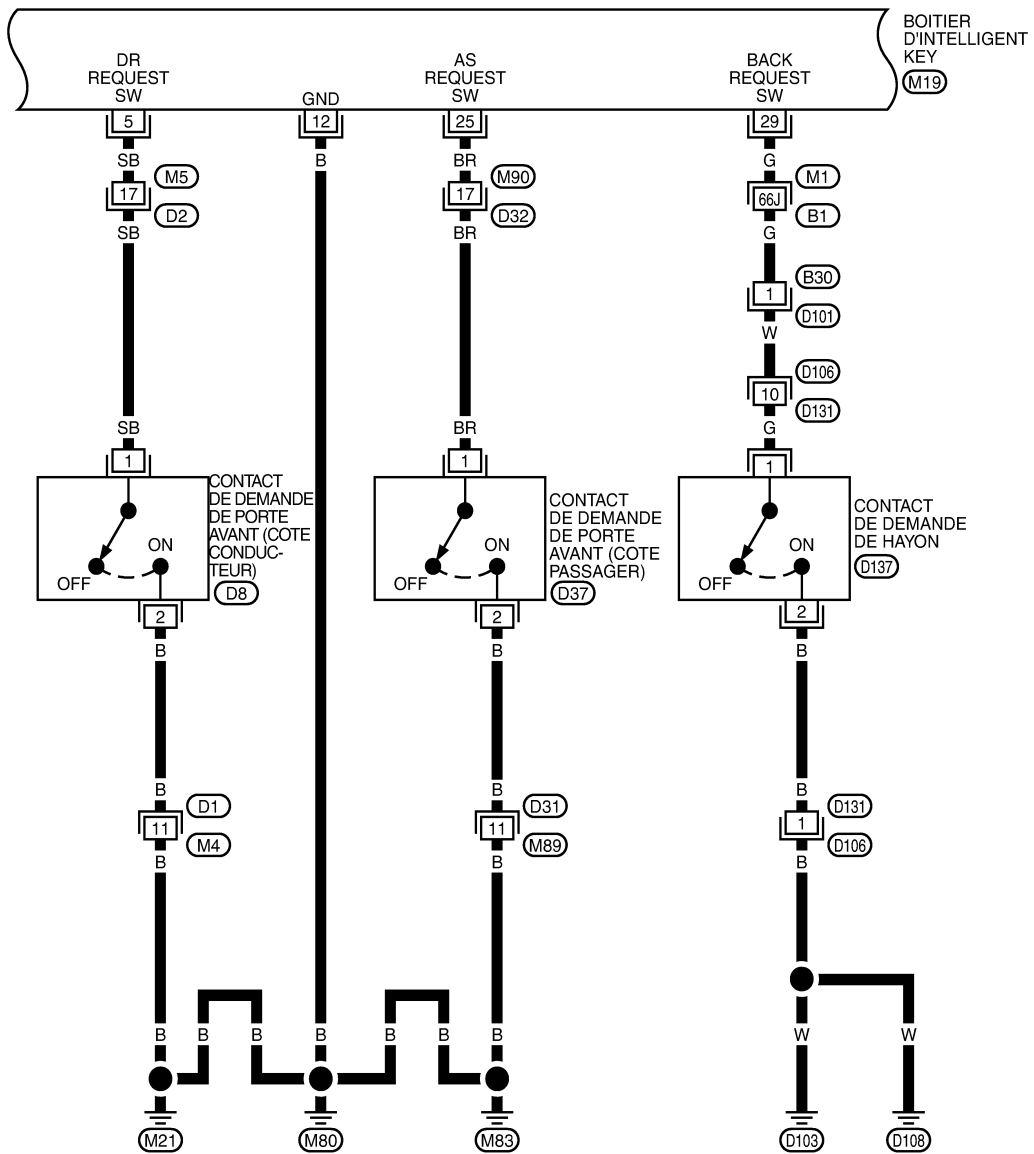 BOITIER
D'INTELLIGENT
KEY
M19
DR
REQUEST
SW
GND
AS
REQUEST
SW
BACK
REQUEST
SW
5
12
25
29
SB
B
BR
G
17
M5
D2
17
M90
D32
66J
M1
B1
SB
BR
G
1
B30
D101
W
10
D106
D131
SB
BR
G
1
1
1
CONTACT
DE DEMANDE
DE PORTE
AVANT (COTE
CONDUC-
TEUR)
D8
OFF
ON
CONTACT
DE DEMANDE
DE PORTE
AVANT (COTE
PASSAGER)
D37
OFF
ON
CONTACT
DE DEMANDE
DE HAYON
D137
OFF
ON
2
2
2
B
B
B
B
B
B
11
D1
M4
11
D31
M89
1
D131
D106
B
B
B
B
B
B
B
B
B
B
W
W
M21
M80
M83
D103
D108